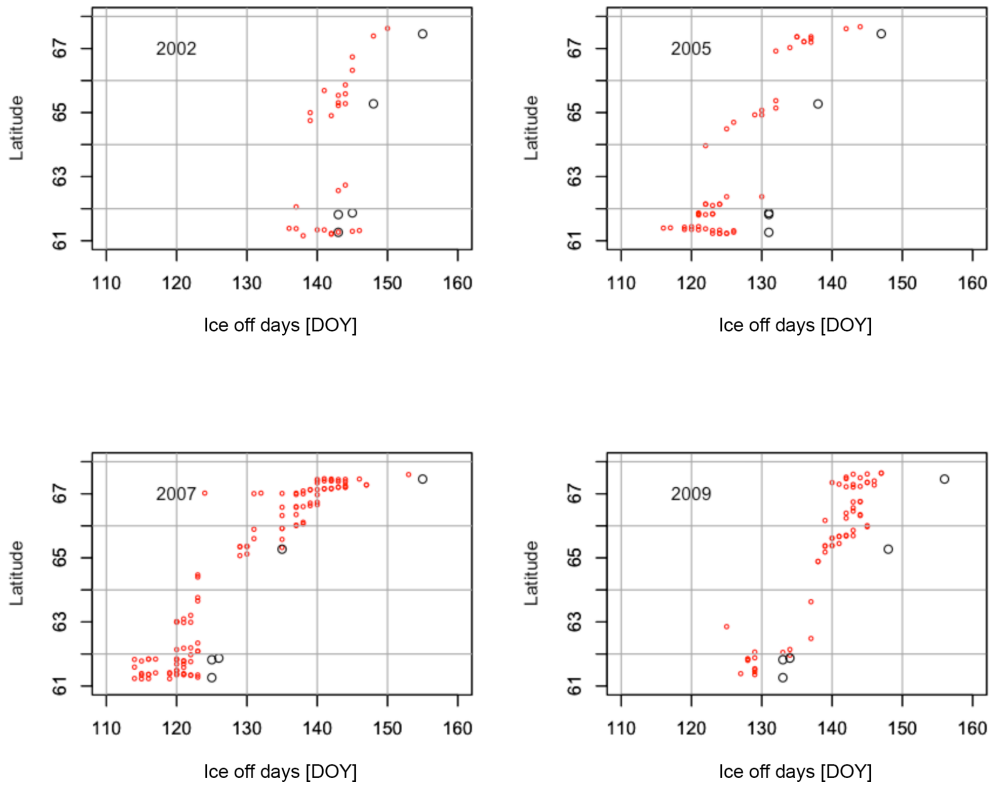 2002
Latitude
61 63 65 67
110 120 130 140 150 160
Ice off days [DOY]
2005
Latitude
61 63 65 67
110 120 130 140 150 160
Ice off days [DOY]
2007
Latitude
61 63 65 67
110 120 130 140 150 160
Ice off days [DOY]
2009
Latitude
61 63 65 67
110 120 130 140 150 160
Ice off days [DOY]